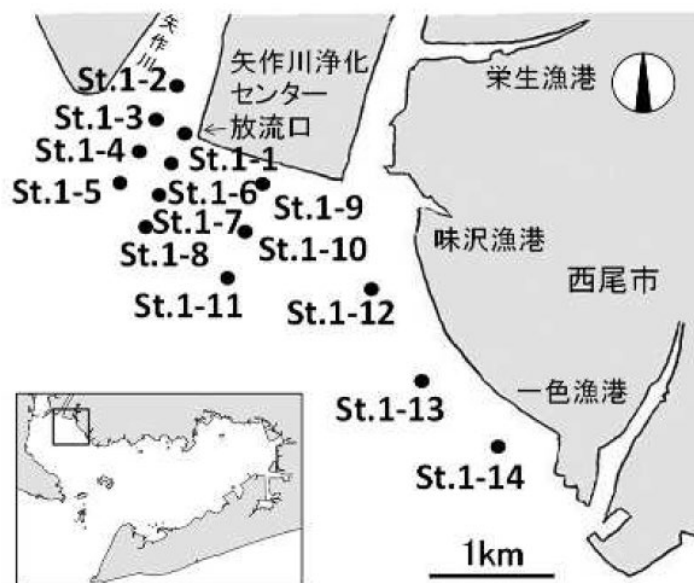 矢作川
St.1-2
St.1-3
St.1-4
St.1-5
矢作川浄化
センター
放流口
St.1-1
St.1-6
St.1-7
St.1-8
St.1-9
St.1-10
St.1-11
St.1-12
St.1-13
St.1-14
栄生漁港
味沢漁港
西尾市
一色漁港
1km